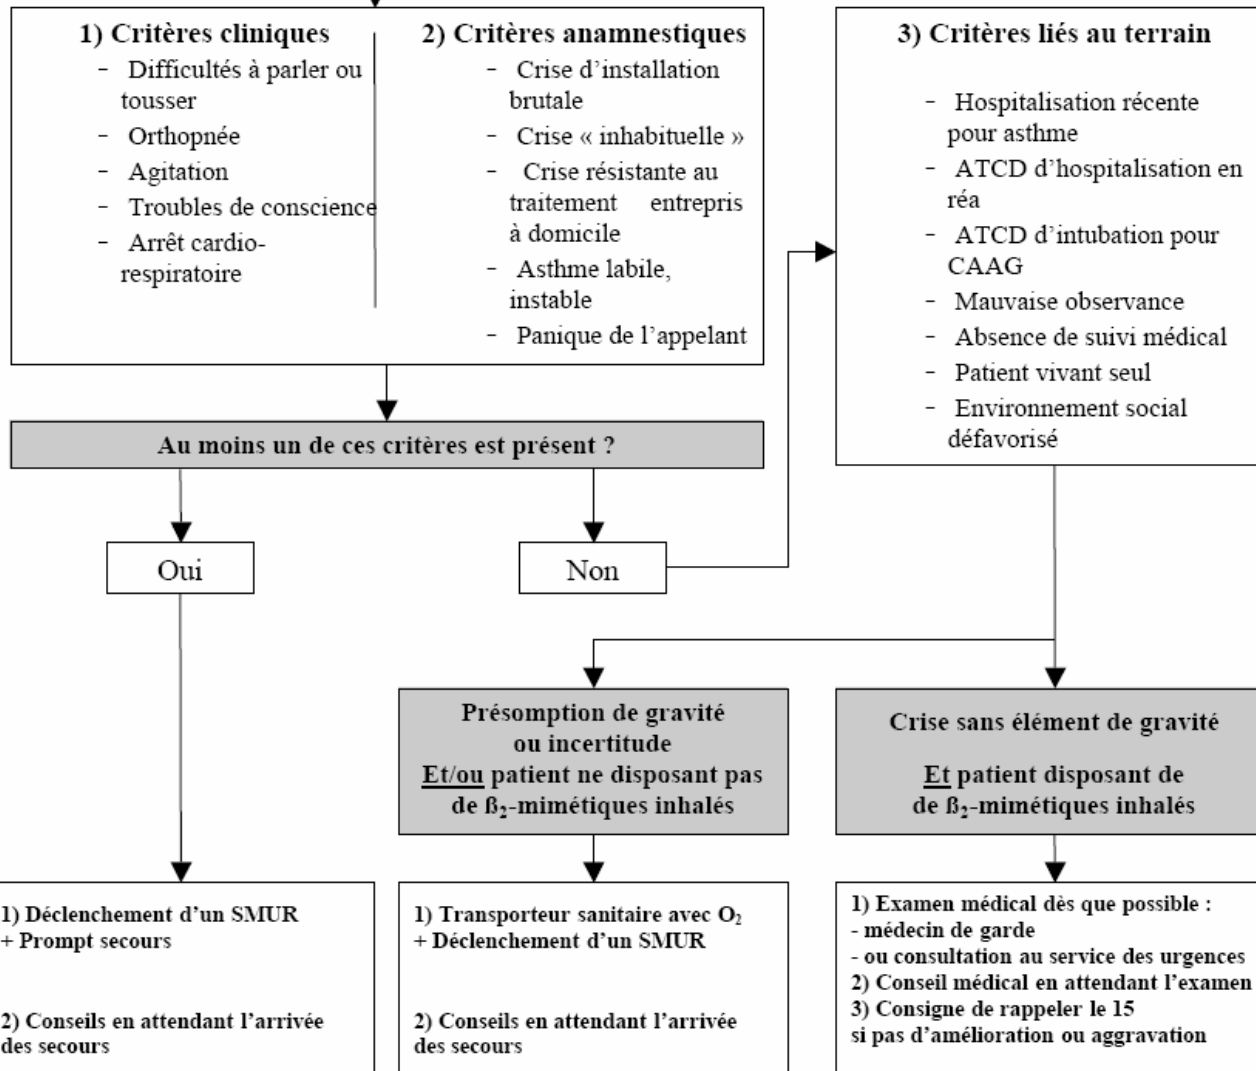 1) Critères cliniques
- Difficultés à parler ou
tousser
- Orthopnée
- Agitation
- Troubles de conscience
- Arrêt cardio-
respiratoire
2) Critères anamnestiques
- Crise d’installation
brutale
- Crise « inhabituelle »
- Crise résistante au
traitement entrepris
à domicile
- Asthme labile,
instable
- Panique de l’appelant
3) Critères liés au terrain
- Hospitalisation récente
pour asthme
- ATCD d’hospitalisation en
réa
- ATCD d’intubation pour
CAAG
- Mauvaise observance
- Absence de suivi médical
- Patient vivant seul
- Environnement social
défavorisé
Au moins un de ces critères est présent ?
Oui
Non
Présomption de gravité
ou incertitude
Et/ou patient ne disposant pas
de ß₂-mimétiques inhalés
Crise sans élément de gravité
Et patient disposant de
de ß₂-mimétiques inhalés
1) Déclenchement d’un SMUR
+ Prompt secours
2) Conseils en attendant l’arrivée
des secours
1) Transporteur sanitaire avec O₂
+ Déclenchement d’un SMUR
2) Conseils en attendant l’arrivée
des secours
1) Examen médical dès que possible :
- médecin de garde
- ou consultation au service des urgences
2) Conseil médical en attendant l’examen
3) Consigne de rappeler le 15
si pas d’amélioration ou aggravation